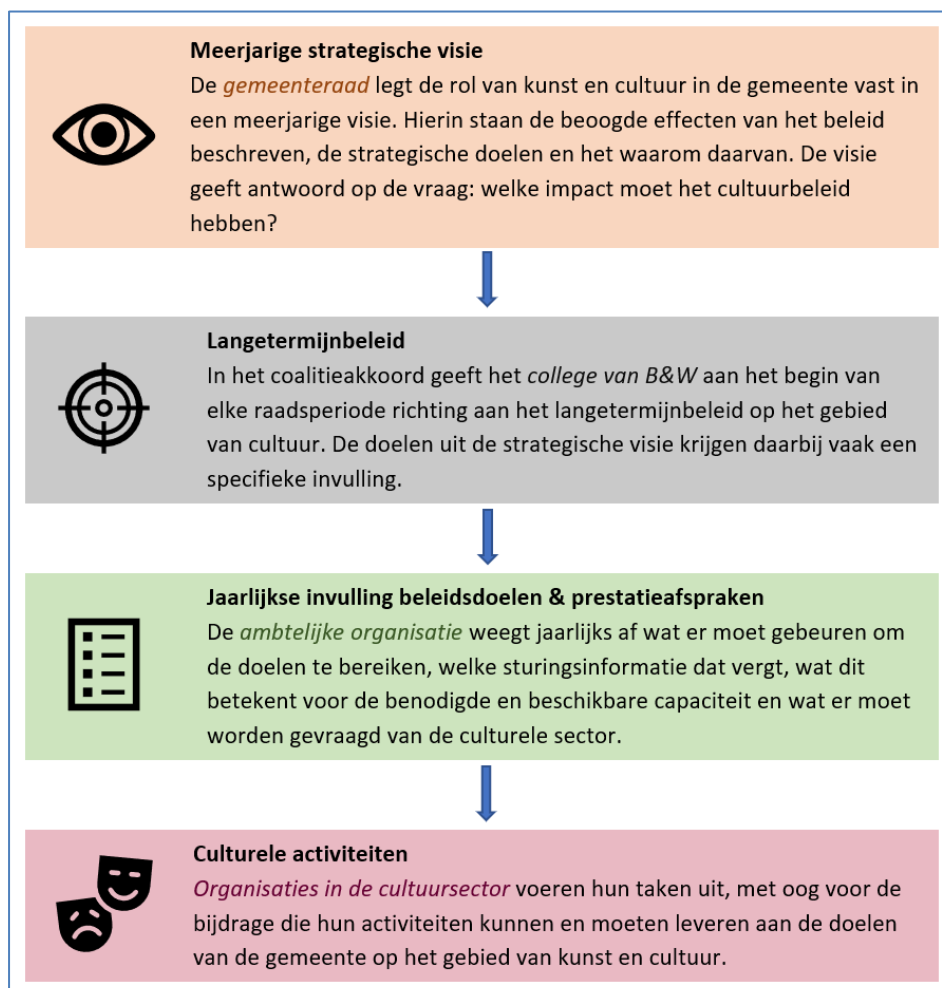 Meerjarige strategische visie
De gemeenteraad legt de rol van kunst en cultuur in de gemeente vast in
een meerjarige visie. Hierin staan de beoogde effecten van het beleid
beschreven, de strategische doelen en het waarom daarvan. De visie
geeft antwoord op de vraag: welke impact moet het cultuurbeleid
hebben?
Langetermijnbeleid
In het coalitieakkoord geeft het college van B&W aan het begin van
elke raadsperiode richting aan het langetermijnbeleid op het gebied
van cultuur. De doelen uit de strategische visie krijgen daarbij vaak een
specifieke invulling.
Jaarlijkse invulling beleidsdoelen & prestatieafspraken
De ambtelijke organisatie weegt jaarlijks af wat er moet gebeuren om
de doelen te bereiken, welke sturingsinformatie dat vergt, wat dit
betekent voor de benodigde en beschikbare capaciteit en wat er moet
worden gevraagd van de culturele sector.
Culturele activiteiten
Organisaties in de cultuursector voeren hun taken uit, met oog voor de
bijdrage die hun activiteiten kunnen en moeten leveren aan de doelen
van de gemeente op het gebied van kunst en cultuur.